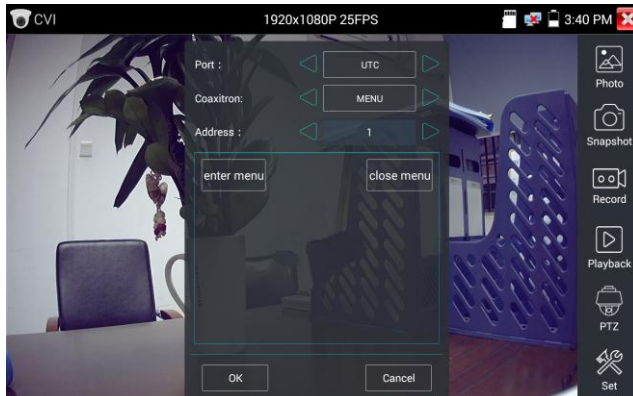 CVI 1920x1080P 25FPS 3:40 PM
Port : UTC
Coaxitron: MENU
Address : 1
enter menu close menu
OK Cancel
Photo
Snapshot
Record
Playback
PTZ
Set